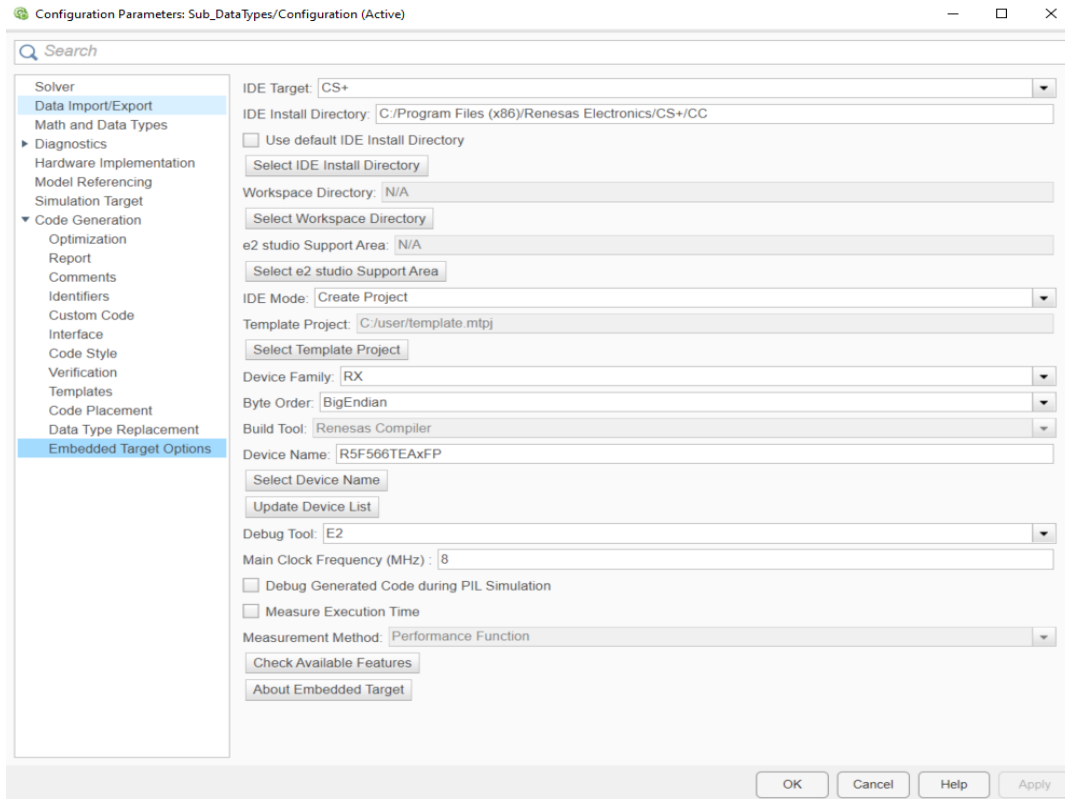 Configuration Parameters: Sub_DataTypes/Configuration (Active)
Search
Solver
Data Import/Export
Math and Data Types
Diagnostics
Hardware Implementation
Model Referencing
Simulation Target
Code Generation
Optimization
Report
Comments
Identifiers
Custom Code
Interface
Code Style
Verification
Templates
Code Placement
Data Type Replacement
Embedded Target Options
IDE Target: CS+
IDE Install Directory: C:/Program Files (x86)/Renesas Electronics/CS+/CC
Use default IDE Install Directory
Select IDE Install Directory
Workspace Directory: N/A
Select Workspace Directory
e2 studio Support Area: N/A
Select e2 studio Support Area
IDE Mode: Create Project
Template Project: C:/user/template.mtpj
Select Template Project
Device Family: RX
Byte Order: BigEndian
Build Tool: Renesas Compiler
Device Name: R5F566TEAxFP
Select Device Name
Update Device List
Debug Tool: E2
Main Clock Frequency (MHz) : 8
Debug Generated Code during PIL Simulation
Measure Execution Time
Measurement Method: Performance Function
Check Available Features
About Embedded Target
OK Cancel Help Apply